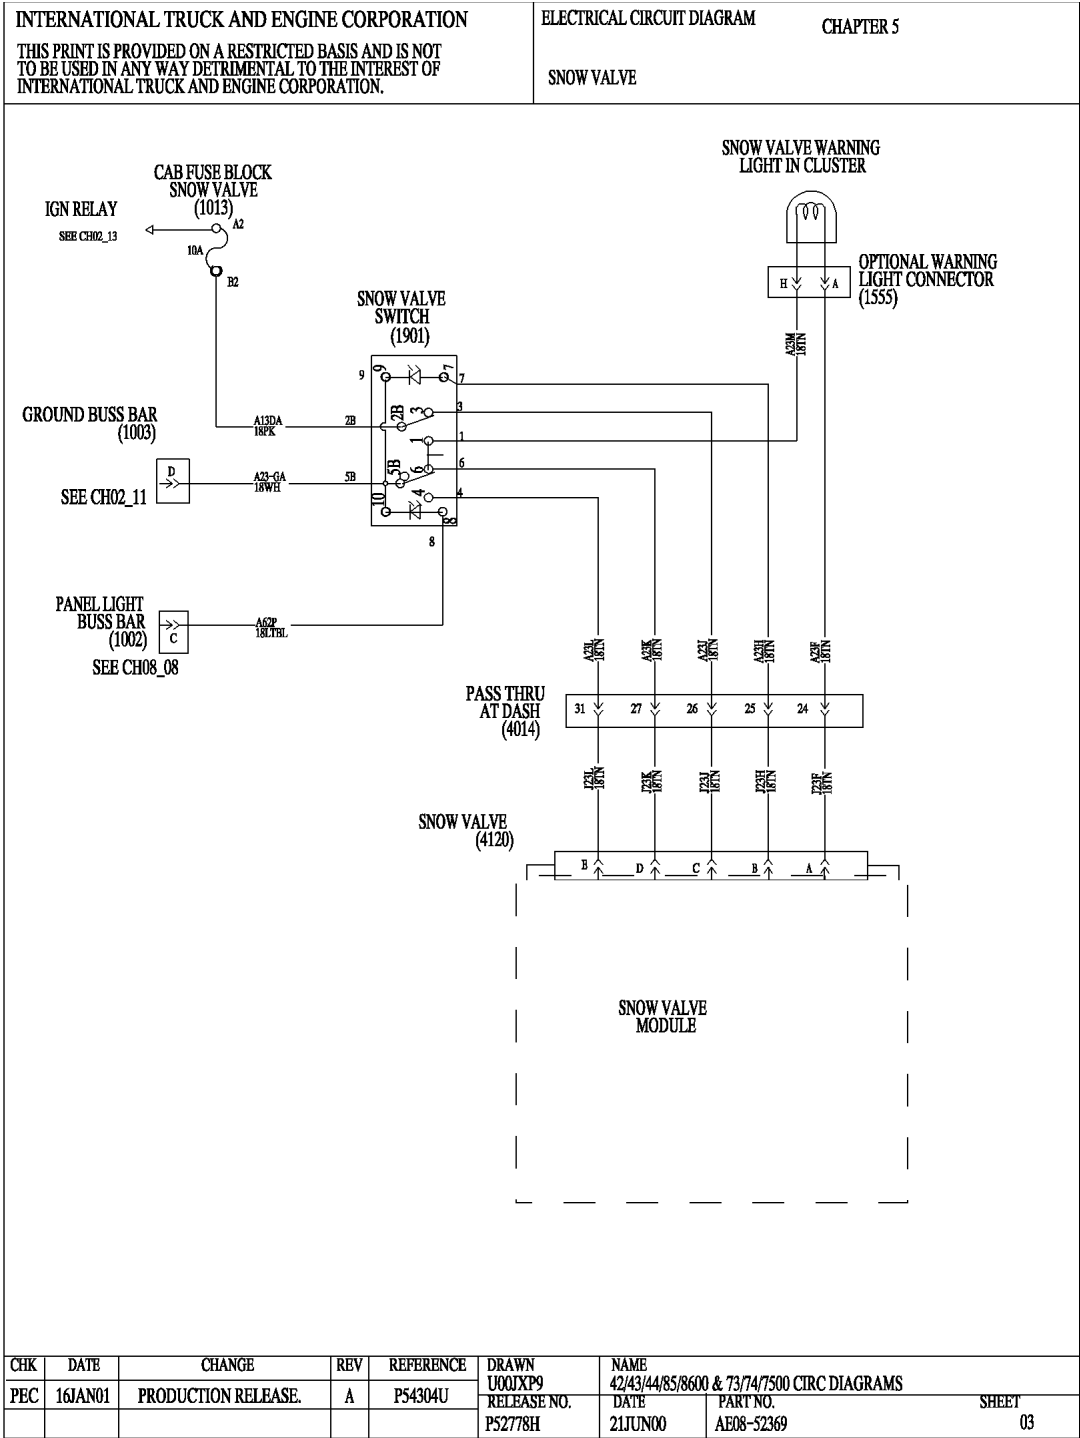 INTERNATIONAL TRUCK AND ENGINE CORPORATION
THIS PRINT IS PROVIDED ON A RESTRICTED BASIS AND IS NOT
TO BE USED IN ANY WAY DETRIMENTAL TO THE INTEREST OF
INTERNATIONAL TRUCK AND ENGINE CORPORATION.
ELECTRICAL CIRCUIT DIAGRAM
CHAPTER 5
SNOW VALVE
SNOW VALVE WARNING
LIGHT IN CLUSTER
CAB FUSE BLOCK
SNOW VALVE
(1013)
IGN RELAY
SEE CH02_13
A2
10A
B2
OPTIONAL WARNING
LIGHT CONNECTOR
(1555)
H
A
A23M
18TN
SNOW VALVE
SWITCH
(1901)
9
9
7
7
GROUND BUSS BAR
(1003)
A13DA
18PK
2B
2B
3
3
1
1
D
SEE CH02_11
A23-GA
18WH
5B
5B
6
6
4
4
10
8
8
PANEL LIGHT
BUSS BAR
(1002)
C
SEE CH08_08
A62P
18LTBL
A23L
18TN
A23K
18TN
A23J
18TN
A23H
18TN
A23F
18TN
PASS THRU
AT DASH
(4014)
31
27
26
25
24
J23L
18TN
J23K
18TN
J23J
18TN
J23H
18TN
J23F
18TN
SNOW VALVE
(4120)
E
D
C
B
A
SNOW VALVE
MODULE
CHK
DATE
CHANGE
REV
REFERENCE
DRAWN
NAME
PEC
16JAN01
PRODUCTION RELEASE.
A
P54304U
U00JXP9
42/43/44/85/8600 & 73/74/7500 CIRC DIAGRAMS
RELEASE NO.
DATE
PART NO.
SHEET
P52778H
21JUN00
AE08-52369
03